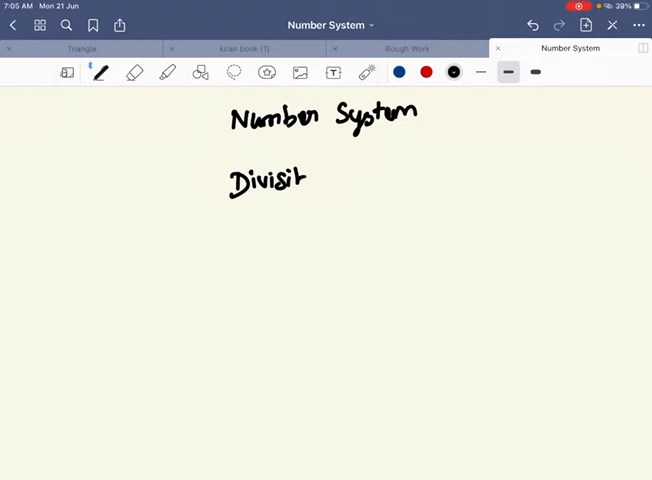 7:05 AM Mon 21 Jun 39%
Number System
Triangle kiran book (1) Rough Work Number System
T
Number System
Divisit